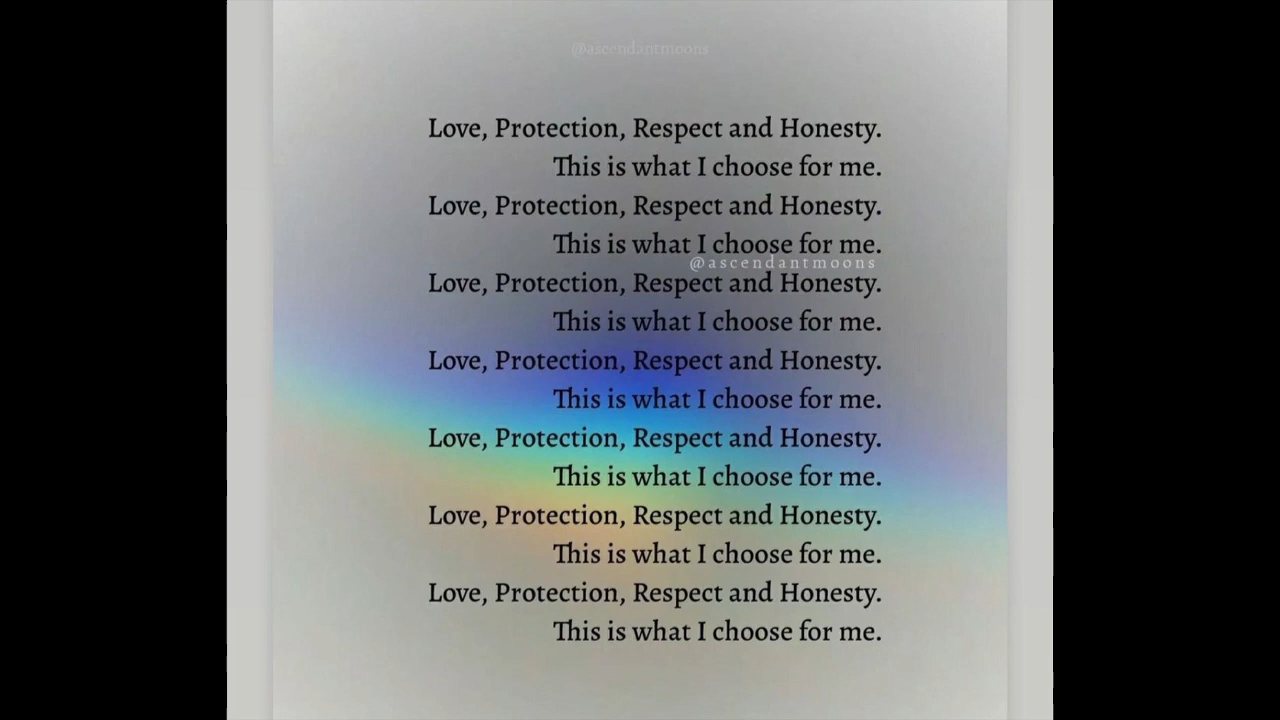 @ascendantmoons
Love, Protection, Respect and Honesty.
This is what I choose for me.
Love, Protection, Respect and Honesty.
This is what I choose for me.
@ascendantmoons
Love, Protection, Respect and Honesty.
This is what I choose for me.
Love, Protection, Respect and Honesty.
This is what I choose for me.
Love, Protection, Respect and Honesty.
This is what I choose for me.
Love, Protection, Respect and Honesty.
This is what I choose for me.
Love, Protection, Respect and Honesty.
This is what I choose for me.